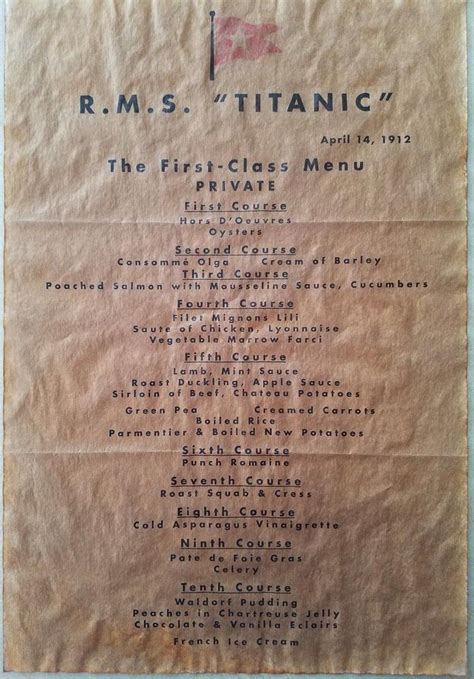 R.M.S. "TITANIC"
April 14, 1912
The First-Class Menu
PRIVATE
First Course
Hors D'Oeuvres
Oysters
Second Course
Consommé Olga Cream of Barley
Third Course
Poached Salmon with Mousseline Sauce, Cucumbers
Fourth Course
Filet Mignons Lili
Saute of Chicken, Lyonnaise
Vegetable Marrow Farci
Fifth Course
Lamb, Mint Sauce
Roast Duckling, Apple Sauce
Sirloin of Beef, Chateau Potatoes
Green Pea Creamed Carrots
Boiled Rice
Parmentier & Boiled New Potatoes
Sixth Course
Punch Romaine
Seventh Course
Roast Squab & Cress
Eighth Course
Cold Asparagus Vinaigrette
Ninth Course
Pate de Foie Gras
Celery
Tenth Course
Waldorf Pudding
Peaches in Chartreuse Jelly
Chocolate & Vanilla Eclairs
French Ice Cream